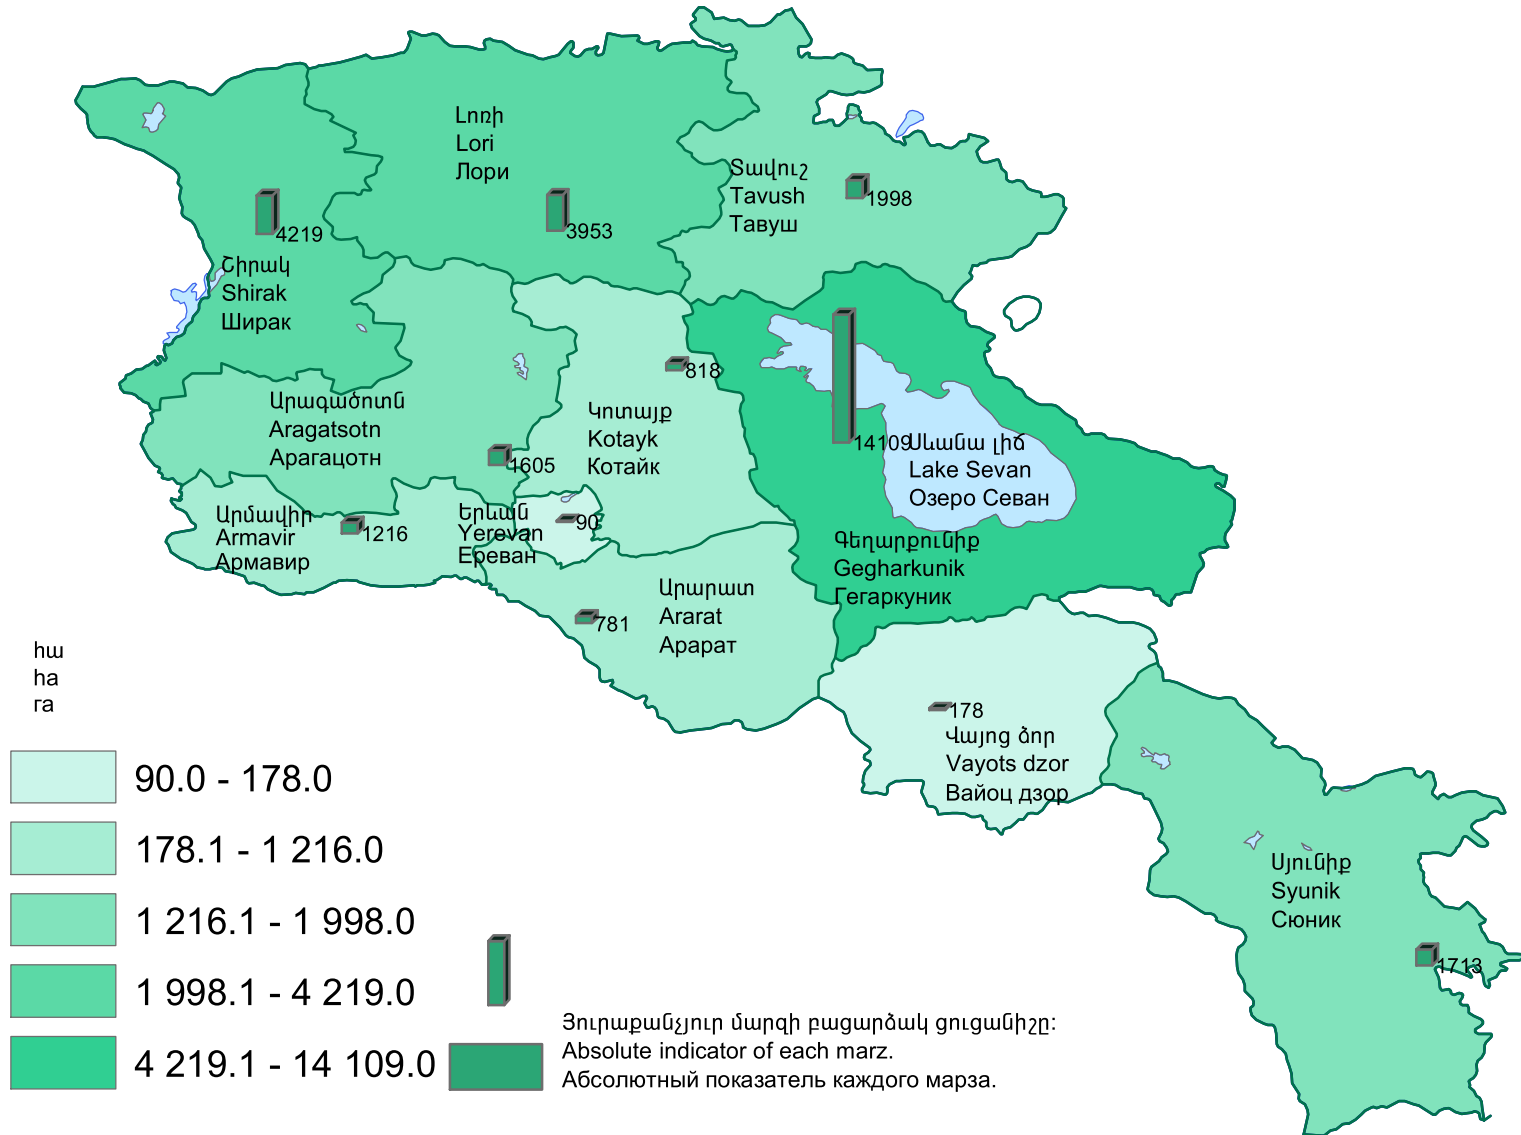 Լոռի
Lori
Лори
Տավուշ
Tavush
Тавуш
1998
4219
3953
Շիրակ
Shirak
Ширак
818
Արագածոտն
Aragatsotn
Арагацотн
Կոտայք
Kotayk
Котайк
14109
Սևանա լիճ
Lake Sevan
Озеро Севан
1605
Արմավիր
Armavir
Армавир
1216
Երևան
Yerevan
Ереван
90
Գեղարքունիք
Gegharkunik
Гегаркуник
Արարատ
Ararat
Арарат
781
178
Վայոց ձոր
Vayots dzor
Вайоц дзор
Սյունիք
Syunik
Сюник
1713
հա
ha
га
90.0 - 178.0
178.1 - 1 216.0
1 216.1 - 1 998.0
1 998.1 - 4 219.0
4 219.1 - 14 109.0
Յուրաքանչյուր մարզի բացարձակ ցուցանիշը:
Absolute indicator of each marz.
Абсолютный показатель каждого марза.